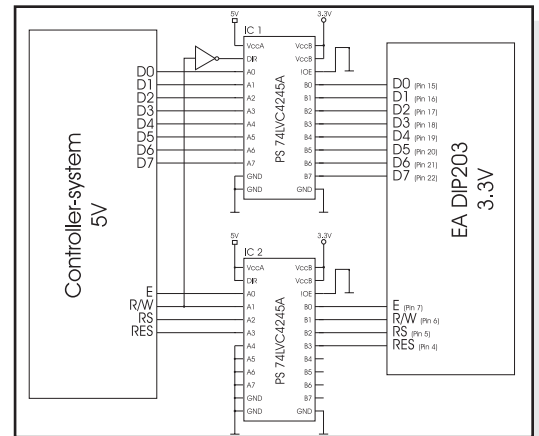 Controller-system
5V
D0
D1
D2
D3
D4
D5
D6
D7
E
R/W
RS
RES
5V
IC 1
3.3V
VccA VccB
DIR VccB
A0 !OE
A1 B0
A2 B1
A3 B2
A4 B3
A5 B4
A6 B5
A7 B6
GND B7
GND GND
PS 74LVC4245A
5V
IC 2
3.3V
VccA VccB
DIR VccB
A0 !OE
A1 B0
A2 B1
A3 B2
A4 B3
A5 B4
A6 B5
A7 B6
GND B7
GND GND
PS 74LVC4245A
D0 (Pin 15)
D1 (Pin 16)
D2 (Pin 17)
D3 (Pin 18)
D4 (Pin 19)
D5 (Pin 20)
D6 (Pin 21)
D7 (Pin 22)
E (Pin 7)
R/W (Pin 6)
RS (Pin 5)
RES (Pin 4)
EA DIP203
3.3V